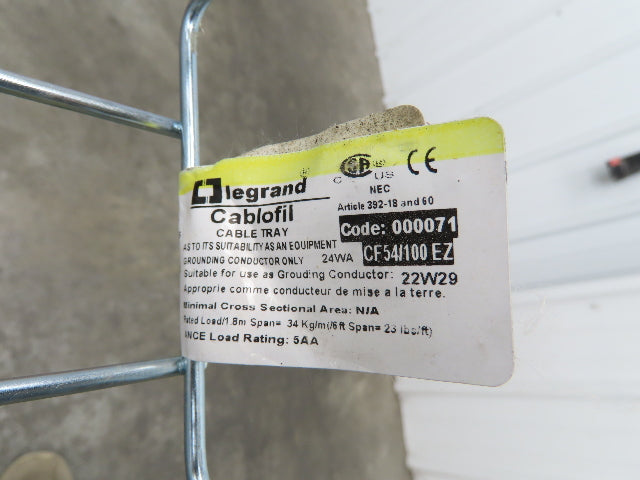 legrand®
Cablofil
CABLE TRAY
AS TO ITS SUITABILITY AS AN EQUIPMENT
GROUNDING CONDUCTOR ONLY 24WA
C US
CE
NEC
Article 392-18 and 60
Code: 000071
CF54/100 EZ
Suitable for use as Grouding Conductor: 22W29
Approprie comme conducteur de mise a la terre.
Minimal Cross Sectional Area: N/A
Rated Load/1.8m Span= 34 Kg/m(/6ft Span= 23 lbs/ft)
Load Rating: 5AA